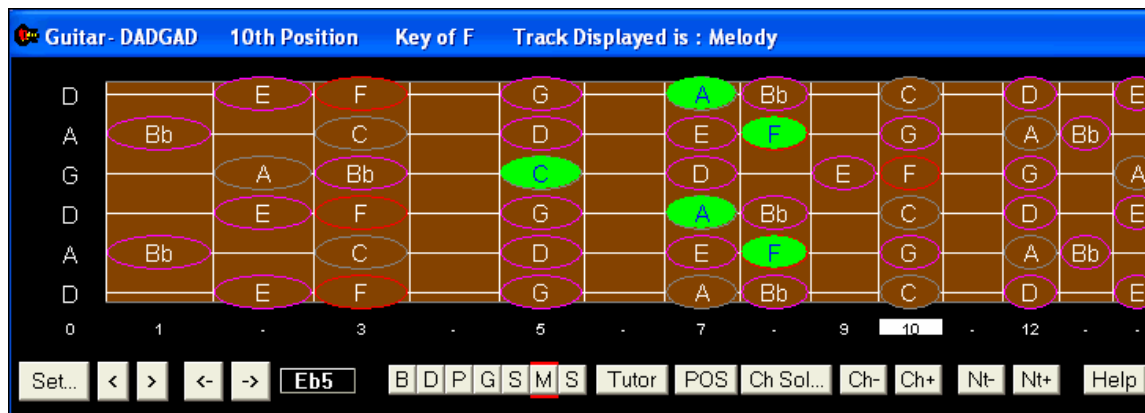 Guitar- DADGAD 10th Position Key of F Track Displayed is : Melody
D E F G A Bb C D E
A Bb C D E F G A Bb
G A Bb C D E F G A
D E F G A Bb C D E
A Bb C D E F G A Bb
D E F G A Bb C D E
0 1 - 3 - 5 - 7 - 9 10 - 12 - -
Set... < > <- -> Eb5 B D P G S M S Tutor POS Ch Sol... Ch- Ch+ Nt- Nt+ Help